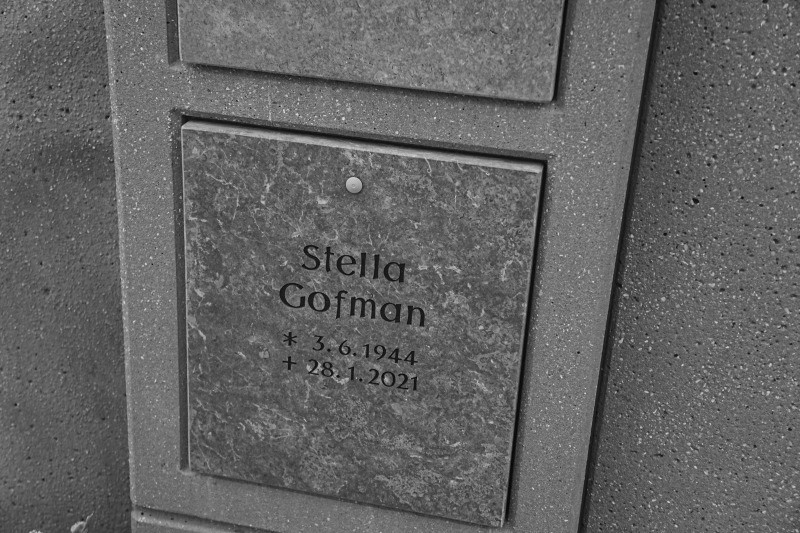 Stella
Gofman
* 3.6.1944
+ 28.1.2021